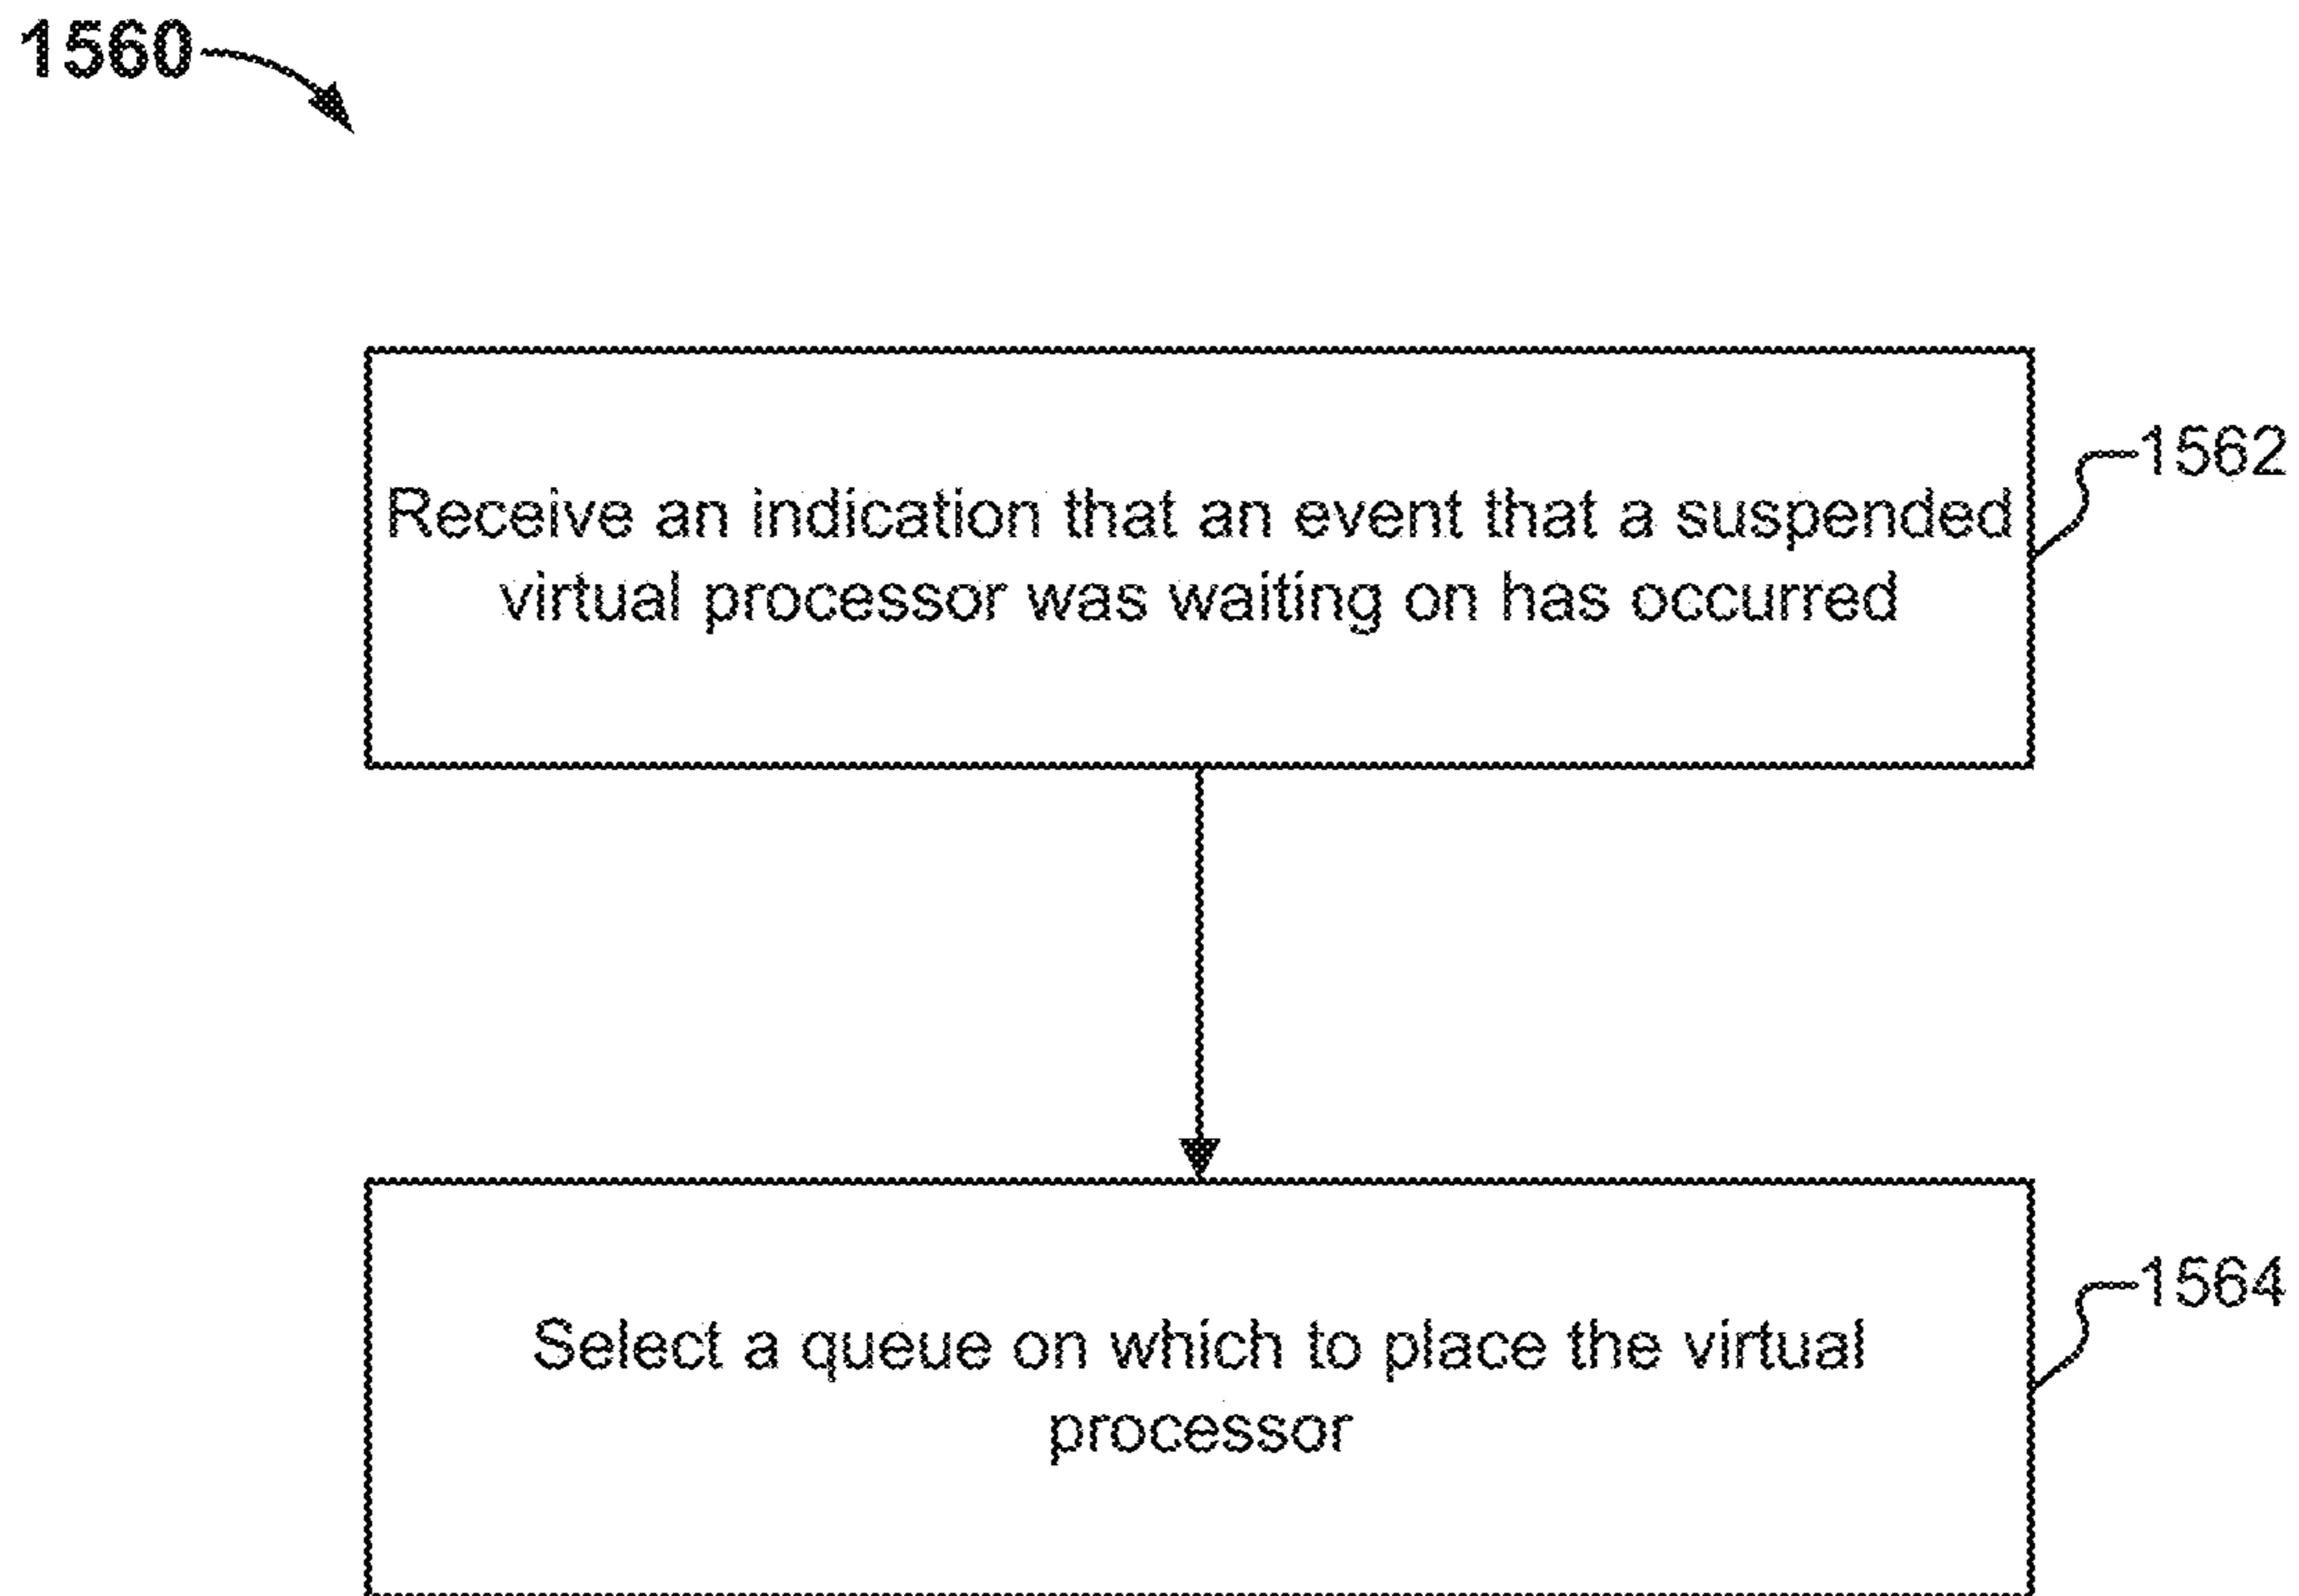 1560
Receive an indication that an event that a suspended
virtual processor was waiting on has occurred
1562
Select a queue on which to place the virtual
processor
1564